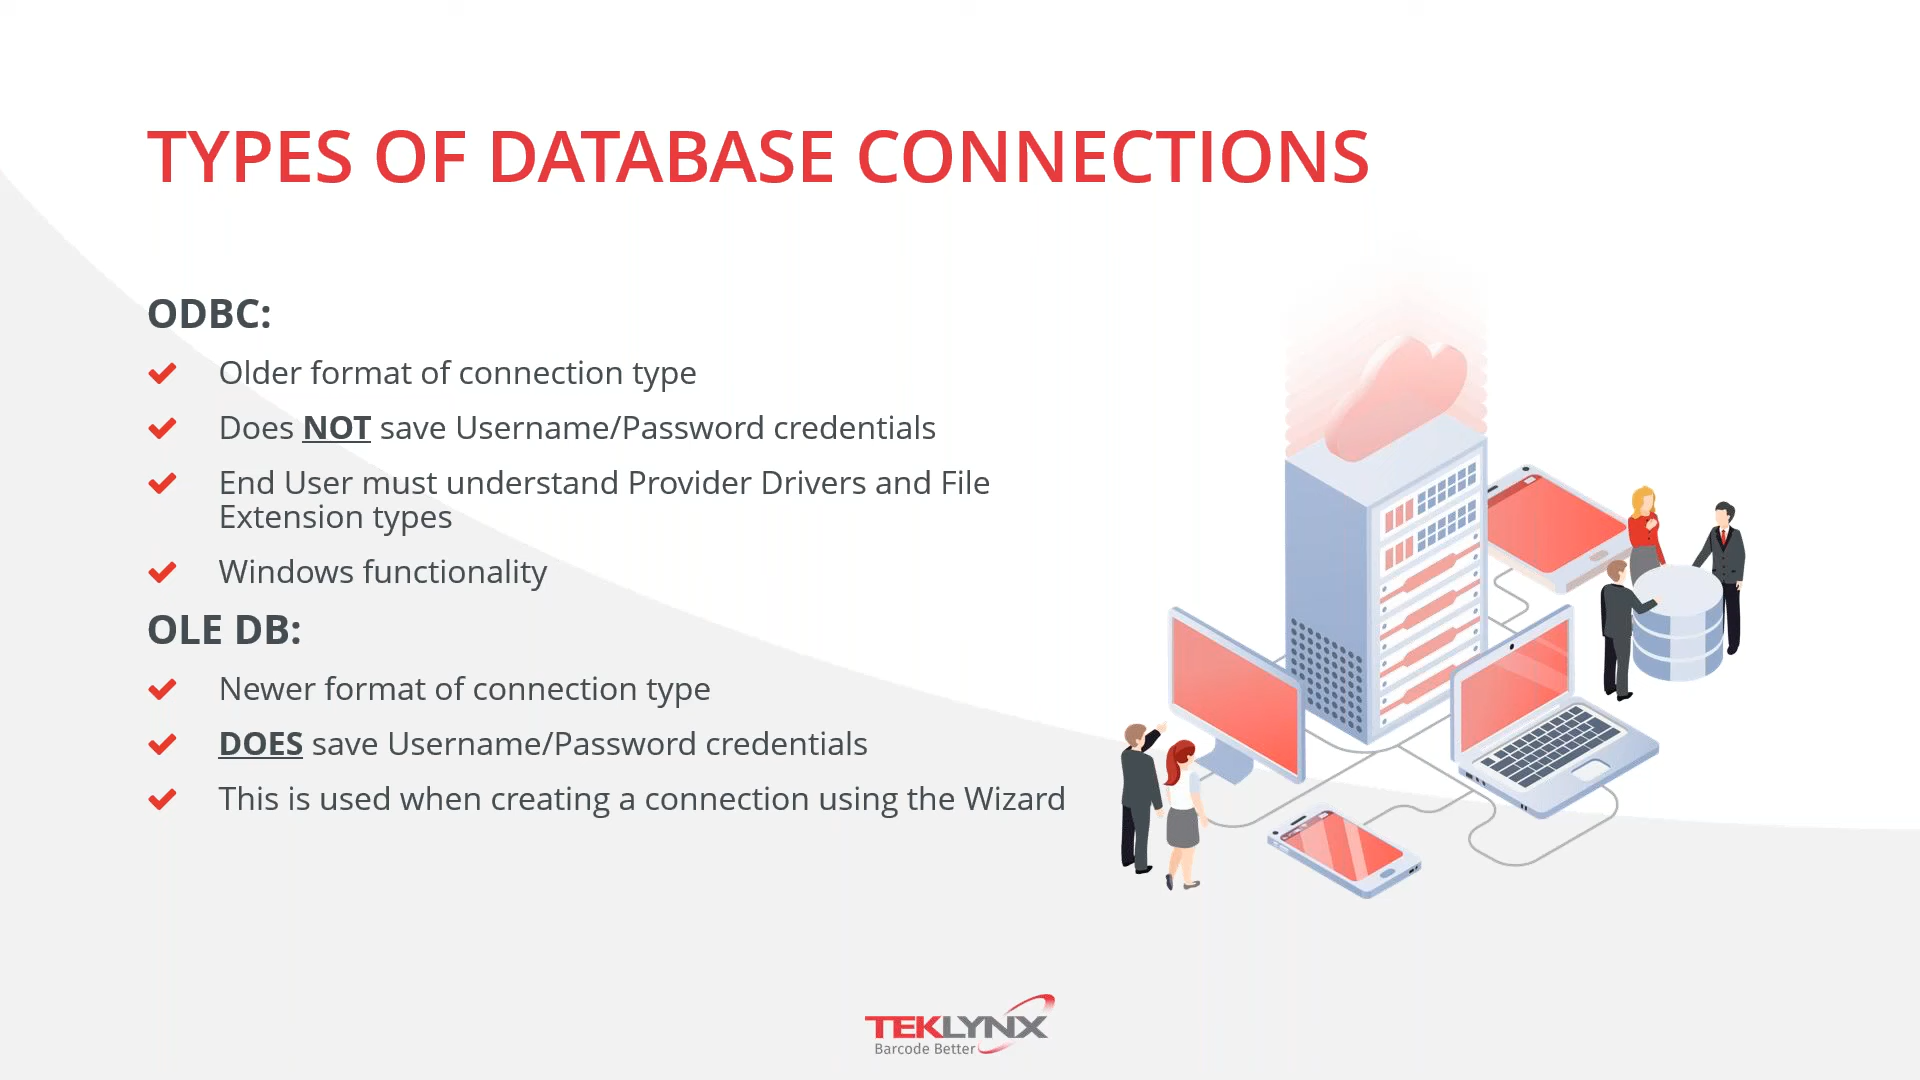 TYPES OF DATABASE CONNECTIONS
ODBC:
Older format of connection type
Does NOT save Username/Password credentials
End User must understand Provider Drivers and File
Extension types
Windows functionality
OLE DB:
Newer format of connection type
DOES save Username/Password credentials
This is used when creating a connection using the Wizard
TEKLYNX
Barcode Better